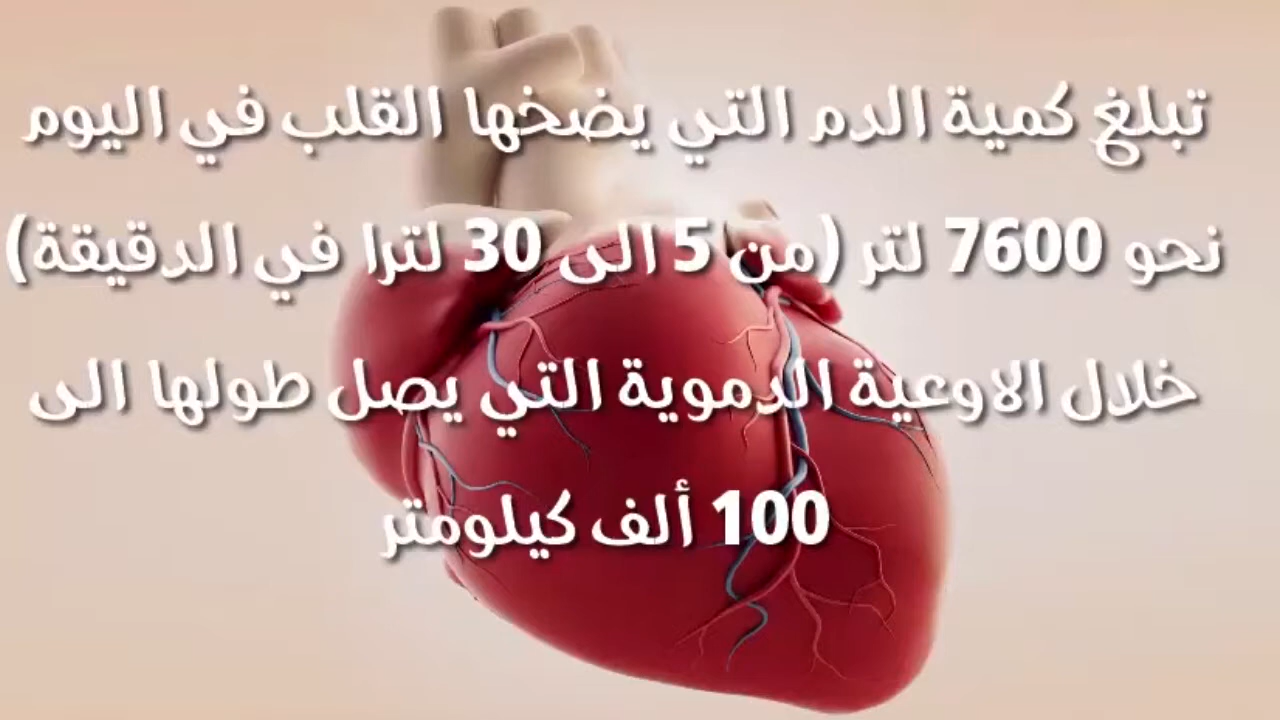 تبلغ كمية الدم التي يضخها القلب في اليوم
نحو 7600 لتر (من 5 الى 30 لترا في الدقيقة)
خلال الاوعية الدموية التي يصل طولها الى
100 ألف كيلومتر